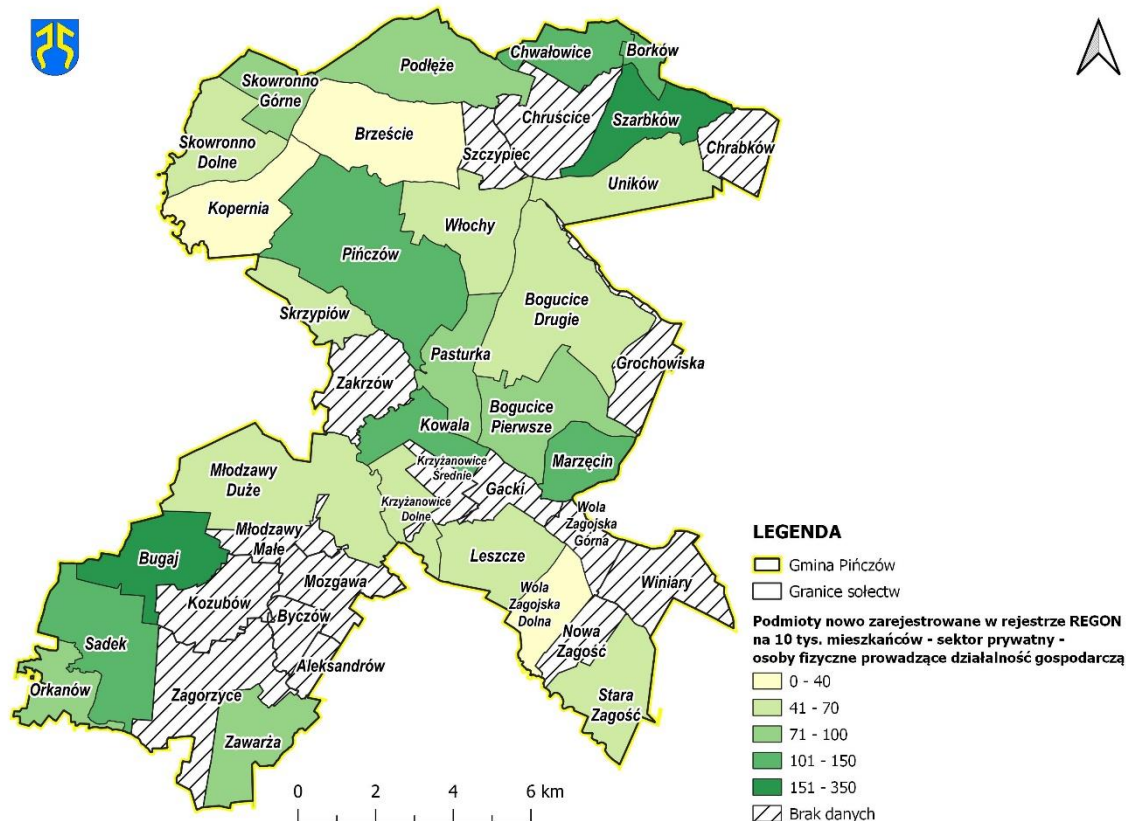 Chwałowice
Borków
Podłęże
Skowronno
Górne
Chruścice
Szarbków
Brzeście
Szczypiec
Chrabków
Skowronno
Dolne
Uników
Kopernia
Włochy
Pińczów
Bogucice
Drugie
Skrzypiów
Pasturka
Grochowiska
Zakrzów
Bogucice
Pierwsze
Kowala
Marzęcin
Krzyżanowice
Średnie
Młodzawy
Duże
Gacki
Krzyżanowice
Dolne
Wola
Zagojska
Górna
Młodzawy
Małe
Bugaj
Leszcze
Winiary
Mozgawa
Wola
Zagojska
Dolna
Kozubów
Byczów
Nowa
Zagość
Sadek
Aleksandrów
Orkanów
Zagorzyce
Stara
Zagość
Zawarża
0 2 4 6 km
LEGENDA
Gmina Pińczów
Granice sołectw
Podmioty nowo zarejestrowane w rejestrze REGON
na 10 tys. mieszkańców - sektor prywatny -
osoby fizyczne prowadzące działalność gospodarczą
0 - 40
41 - 70
71 - 100
101 - 150
151 - 350
Brak danych